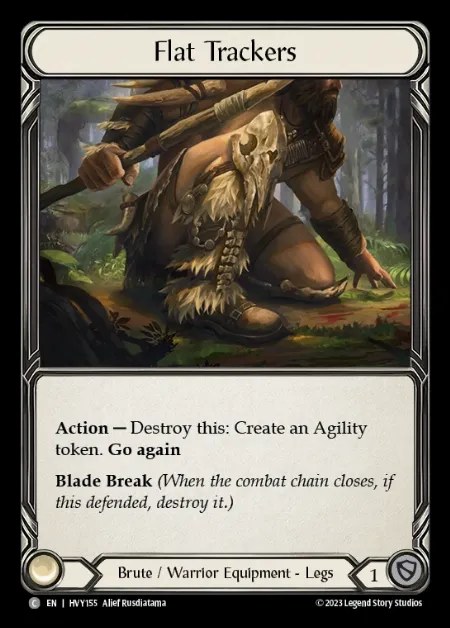 Flat Trackers
Action — Destroy this: Create an Agility
token. Go again
Blade Break (When the combat chain closes, if
this defended, destroy it.)
Brute / Warrior Equipment - Legs
1
C EN | HVY155 Alief Rusdiatama
© 2023 Legend Story Studios